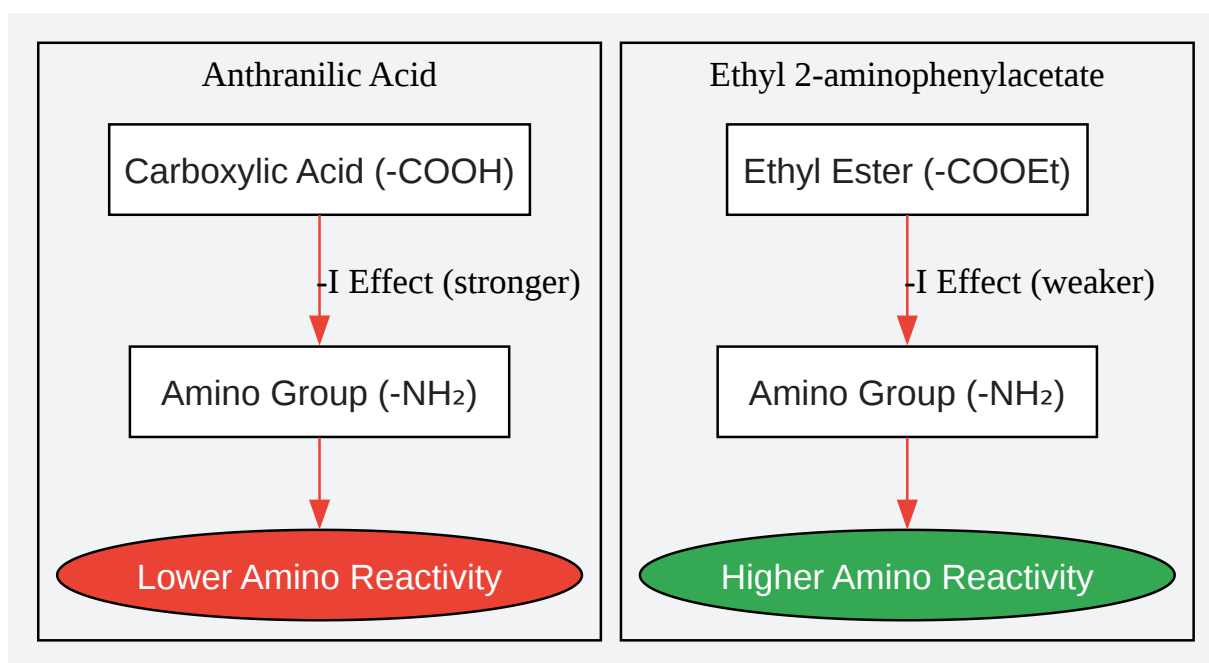 Anthranilic Acid
Carboxylic Acid (-COOH)
-I Effect (stronger)
Amino Group (-NH₂)
Lower Amino Reactivity
Ethyl 2-aminophenylacetate
Ethyl Ester (-COOEt)
-I Effect (weaker)
Amino Group (-NH₂)
Higher Amino Reactivity